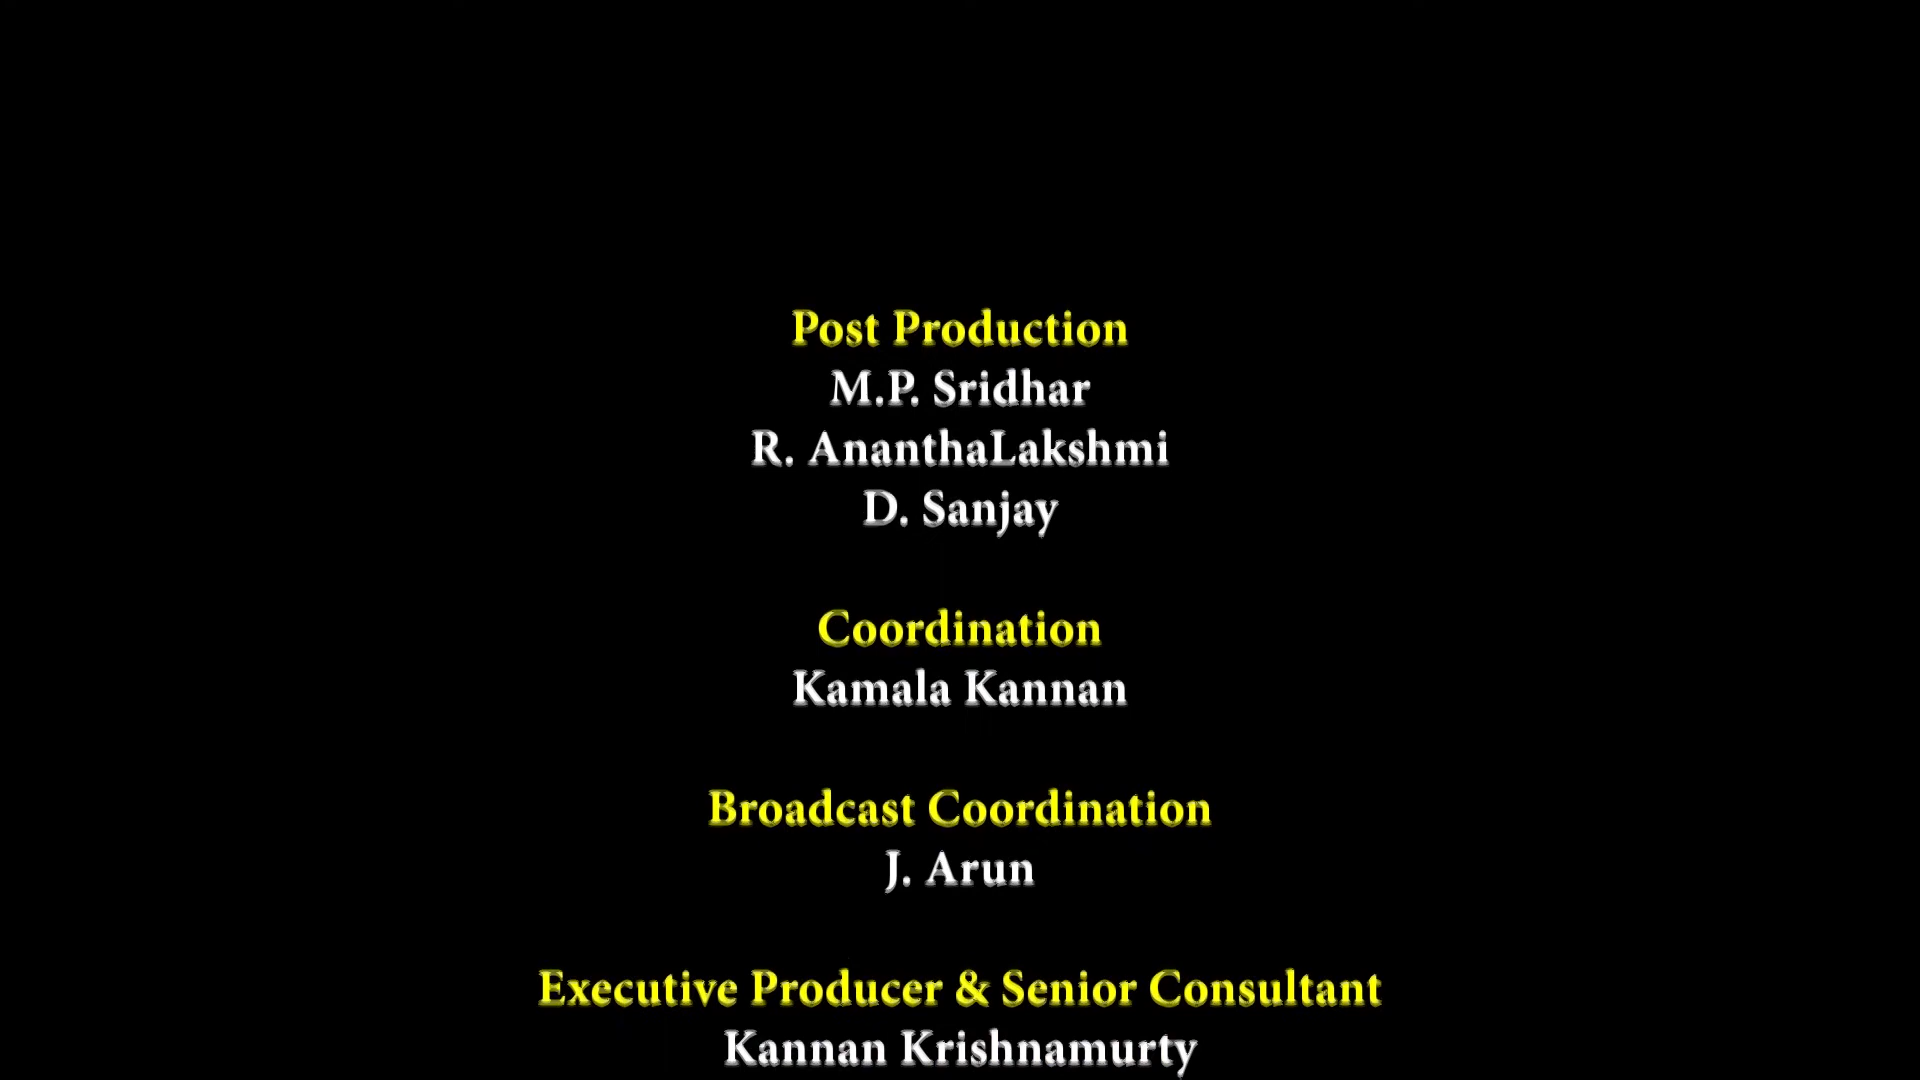 Post Production
M.P. Sridhar
R. AnanthaLakshmi
D. Sanjay
Coordination
Kamala Kannan
Broadcast Coordination
J. Arun
Executive Producer & Senior Consultant
Kannan Krishnamurty